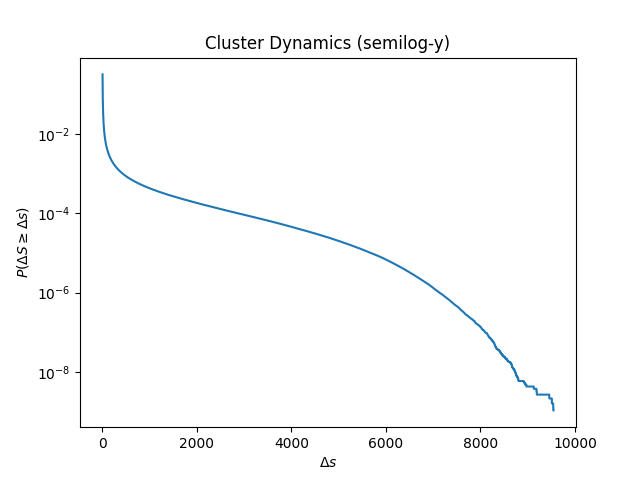 Cluster Dynamics (semilog-y)
P(ΔS ≥ Δs)
10⁻²
10⁻⁴
10⁻⁶
10⁻⁸
0 2000 4000 6000 8000 10000
Δs